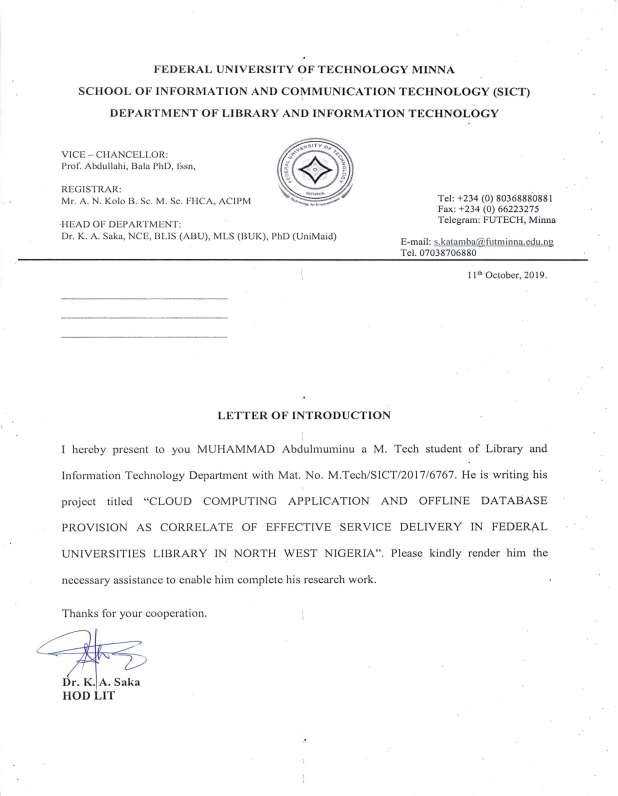 FEDERAL UNIVERSITY OF TECHNOLOGY MINNA
SCHOOL OF INFORMATION AND COMMUNICATION TECHNOLOGY (SICT)
DEPARTMENT OF LIBRARY AND INFORMATION TECHNOLOGY
VICE – CHANCELLOR:
Prof. Abdullahi, Bala PhD, fssn,
REGISTRAR:
Mr. A. N. Kolo B. Sc. M. Sc. FHCA, ACIPM
HEAD OF DEPARTMENT:
Dr. K. A. Saka, NCE, BLIS (ABU), MLS (BUK), PhD (UniMaid)
FEDERAL UNIVERSITY OF TECHNOLOGY
Tel: +234 (0) 80368880881
Fax: +234 (0) 66223275
Telegram: FUTECH, Minna
E-mail: s.katamba@futminna.edu.ng
Tel. 07038706880
11th October, 2019.
LETTER OF INTRODUCTION
I hereby present to you MUHAMMAD Abdulmuminu a M. Tech student of Library and
Information Technology Department with Mat. No. M.Tech/SICT/2017/6767. He is writing his
project titled “CLOUD COMPUTING APPLICATION AND OFFLINE DATABASE
PROVISION AS CORRELATE OF EFFECTIVE SERVICE DELIVERY IN FEDERAL
UNIVERSITIES LIBRARY IN NORTH WEST NIGERIA”. Please kindly render him the
necessary assistance to enable him complete his research work.
Thanks for your cooperation.
Dr. K. A. Saka
HOD LIT